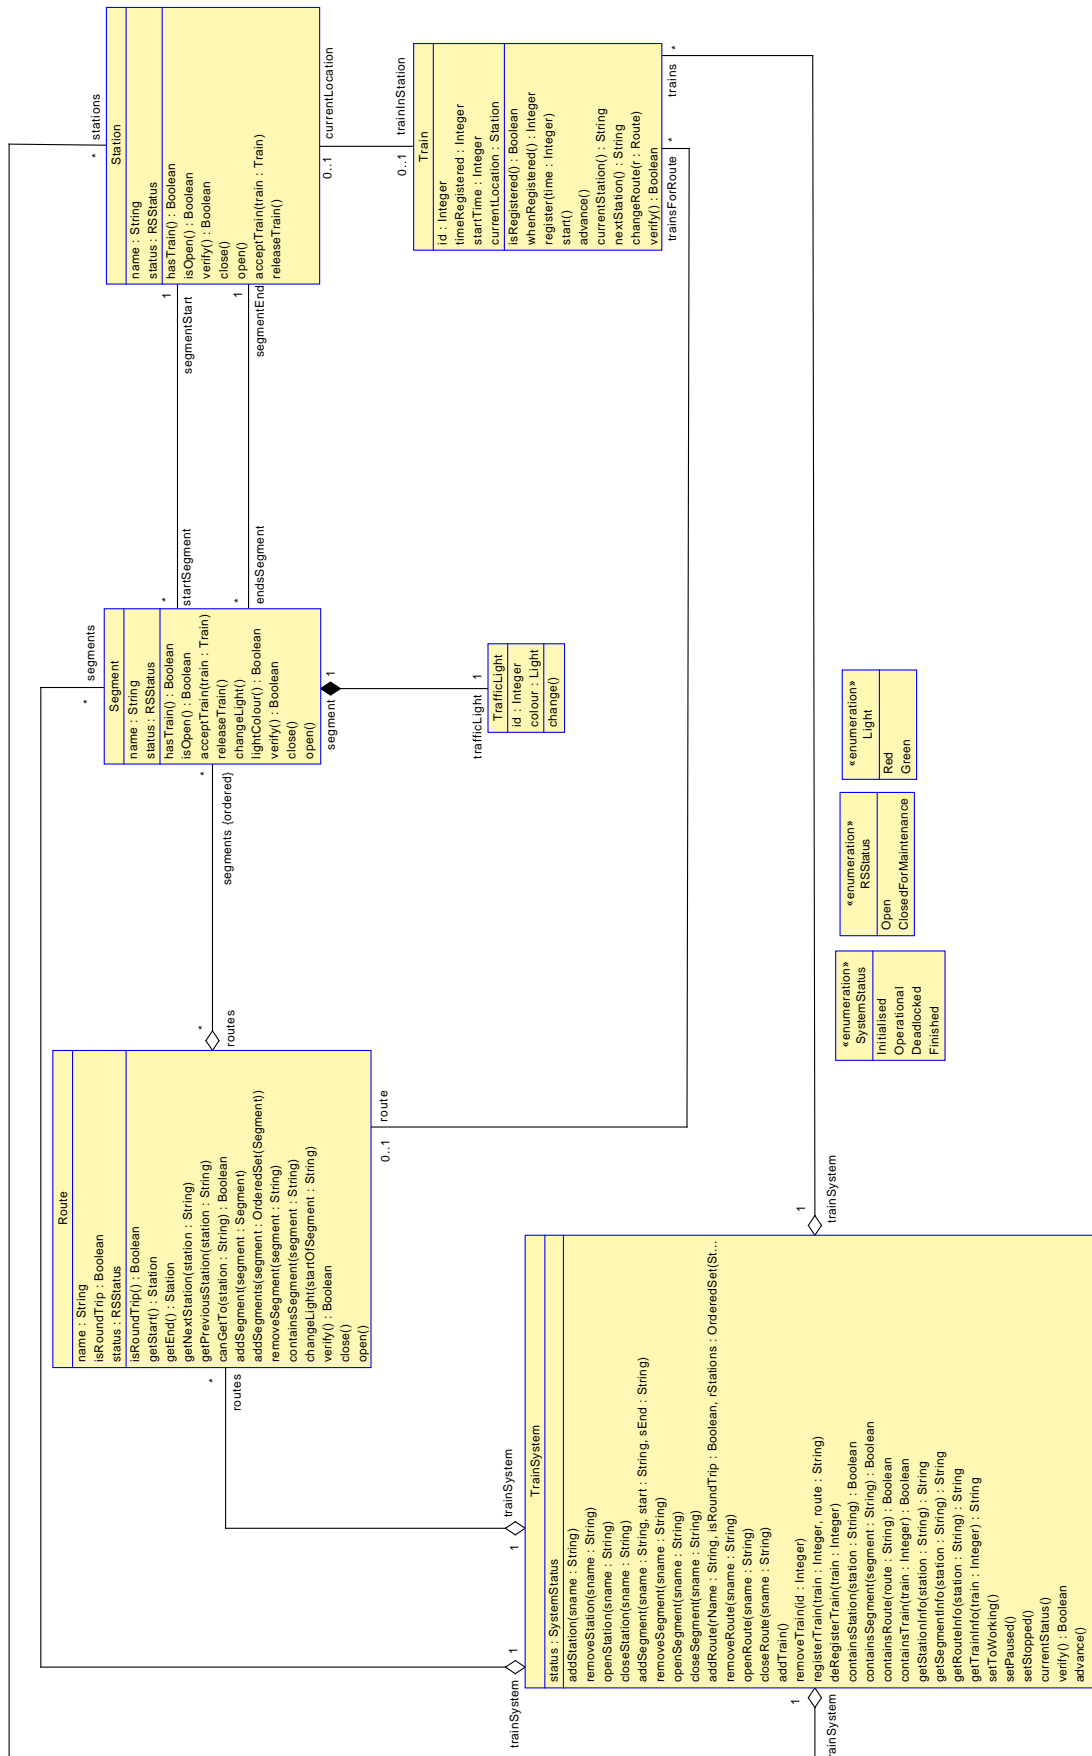 Station
name : String
status : RSStatus
hasTrain() : Boolean
isOpen() : Boolean
verify() : Boolean
close()
open()
acceptTrain(train : Train)
releaseTrain()
* stations
currentLocation
0..1
trainInStation
0..1
1
segmentStart
1
segmentEnd
Train
id : Integer
timeRegistered : Integer
startTime : Integer
currentLocation : Station
isRegistered() : Boolean
whenRegistered() : Integer
register(time : Integer)
start()
advance()
currentStation() : String
nextStation() : String
changeRoute(r : Route)
verify() : Boolean
trains *
trainsForRoute *
* startSegment
* endsSegment
* segments
Segment
name : String
status : RSStatus
hasTrain() : Boolean
isOpen() : Boolean
acceptTrain(train : Train)
releaseTrain()
changeLight()
lightColour() : Boolean
verify() : Boolean
close()
open()
segment 1
trafficLight 1
TrafficLight
id : Integer
colour : Light
change()
*
segments {ordered}
*
routes
Route
name : String
isRoundTrip : Boolean
status : RSStatus
isRoundTrip() : Boolean
getStart() : Station
getEnd() : Station
getNextStation(station : String)
getPreviousStation(station : String)
canGetTo(station : String) : Boolean
addSegment(segment : Segment)
addSegments(segment : OrderedSet(Segment))
removeSegment(segment : String)
containsSegment(segment : String)
changeLight(startOfSegment : String)
verify() : Boolean
close()
open()
0..1
route
*
routes
«enumeration»
Light
Red
Green
«enumeration»
RSStatus
Open
ClosedForMaintenance
«enumeration»
SystemStatus
Initialised
Operational
Deadlocked
Finished
1
trainSystem
1
trainSystem
1
trainSystem
1
trainSystem
TrainSystem
status : SystemStatus
addStation(sname : String)
removeStation(sname : String)
openStation(sname : String)
closeStation(sname : String)
addSegment(sname : String, start : String, sEnd : String)
removeSegment(sname : String)
openSegment(sname : String)
closeSegment(sname : String)
addRoute(rName : String, isRoundTrip : Boolean, rStations : OrderedSet(St...
removeRoute(sname : String)
openRoute(sname : String)
closeRoute(sname : String)
addTrain()
removeTrain(id : Integer)
registerTrain(train : Integer, route : String)
deRegisterTrain(train : Integer)
containsStation(station : String) : Boolean
containsSegment(segment : String) : Boolean
containsRoute(route : String) : Boolean
containsTrain(train : Integer) : Boolean
getStationInfo(station : String) : String
getSegmentInfo(station : String) : String
getRouteInfo(station : String) : String
getTrainInfo(train : Integer) : String
setToWorking()
setPaused()
setStopped()
currentStatus()
verify() : Boolean
advance()